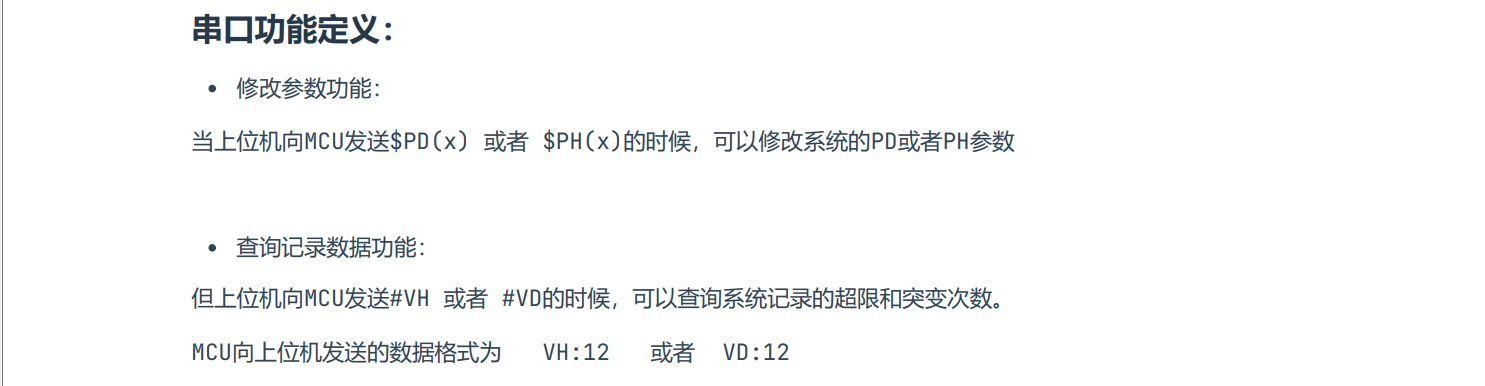 串口功能定义：
• 修改参数功能：
当上位机向MCU发送$PD(x) 或者 $PH(x)的时候，可以修改系统的PD或者PH参数
• 查询记录数据功能：
但上位机向MCU发送#VH 或者 #VD的时候，可以查询系统记录的超限和突变次数。
MCU向上位机发送的数据格式为 VH:12 或者 VD:12